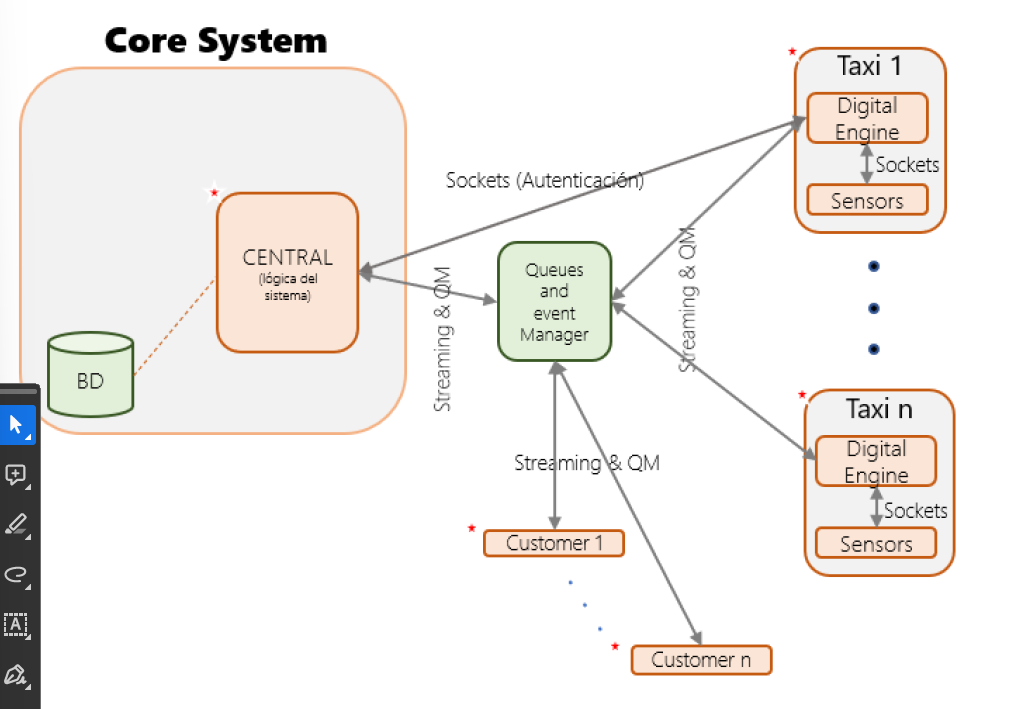 Core System
CENTRAL
(lógica del
sistema)
BD
Sockets (Autenticación)
Streaming & QM
Queues
and
event
Manager
Streaming & QM
Taxi 1
Digital
Engine
Sockets
Sensors
Taxi n
Digital
Engine
Sockets
Sensors
Streaming & QM
Customer 1
Customer n